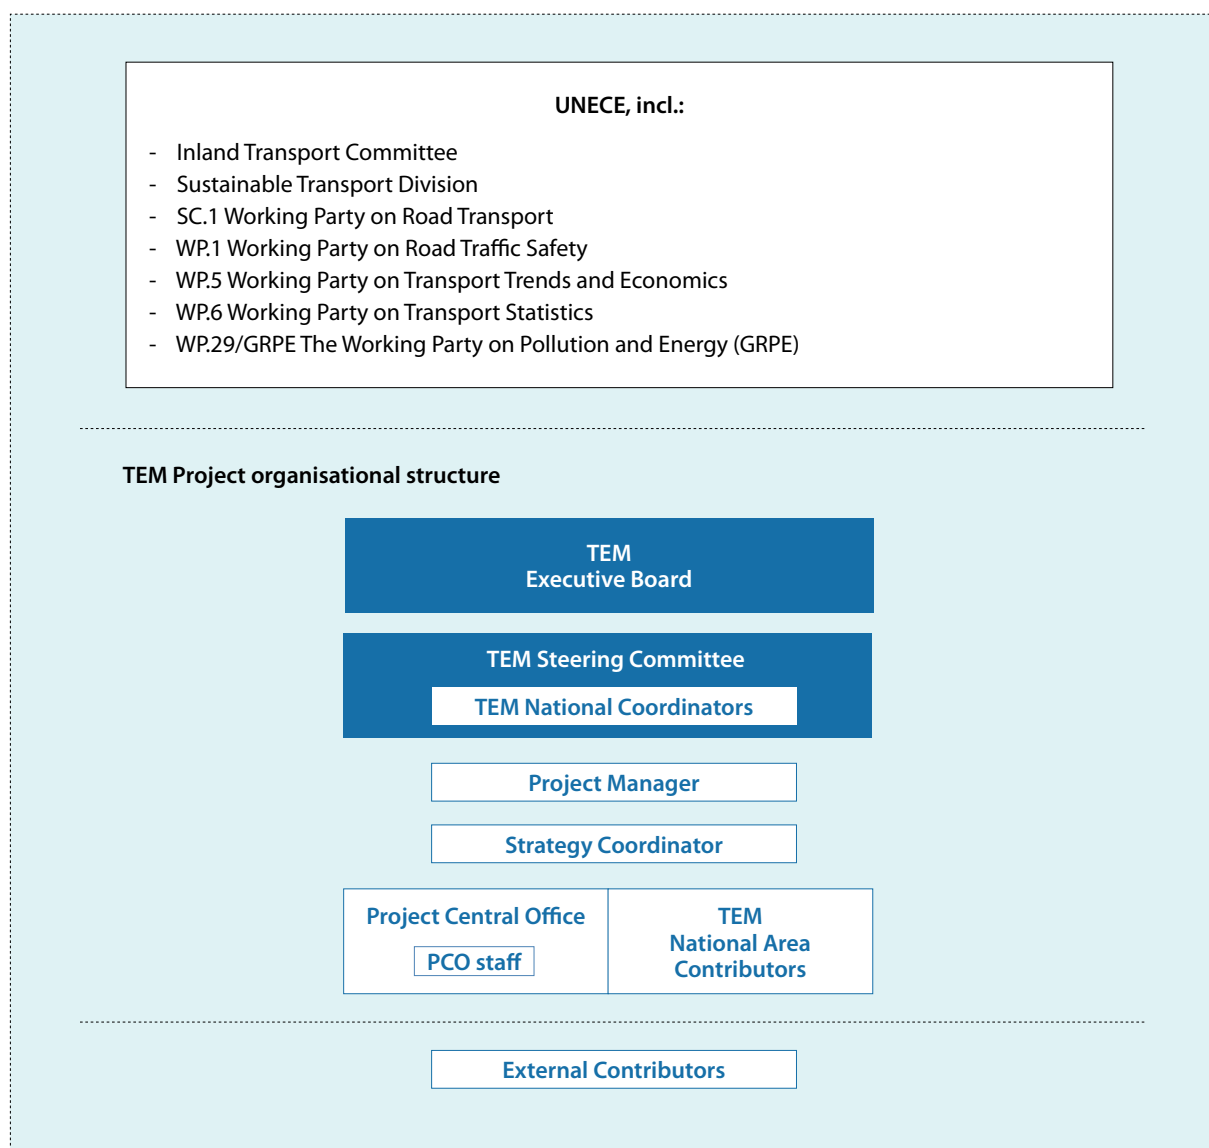 UNECE, incl.:
- Inland Transport Committee
- Sustainable Transport Division
- SC.1 Working Party on Road Transport
- WP.1 Working Party on Road Traffic Safety
- WP.5 Working Party on Transport Trends and Economics
- WP.6 Working Party on Transport Statistics
- WP.29/GRPE The Working Party on Pollution and Energy (GRPE)
TEM Project organisational structure
TEM
Executive Board
TEM Steering Committee
TEM National Coordinators
Project Manager
Strategy Coordinator
Project Central Office
PCO staff
TEM
National Area
Contributors
External Contributors